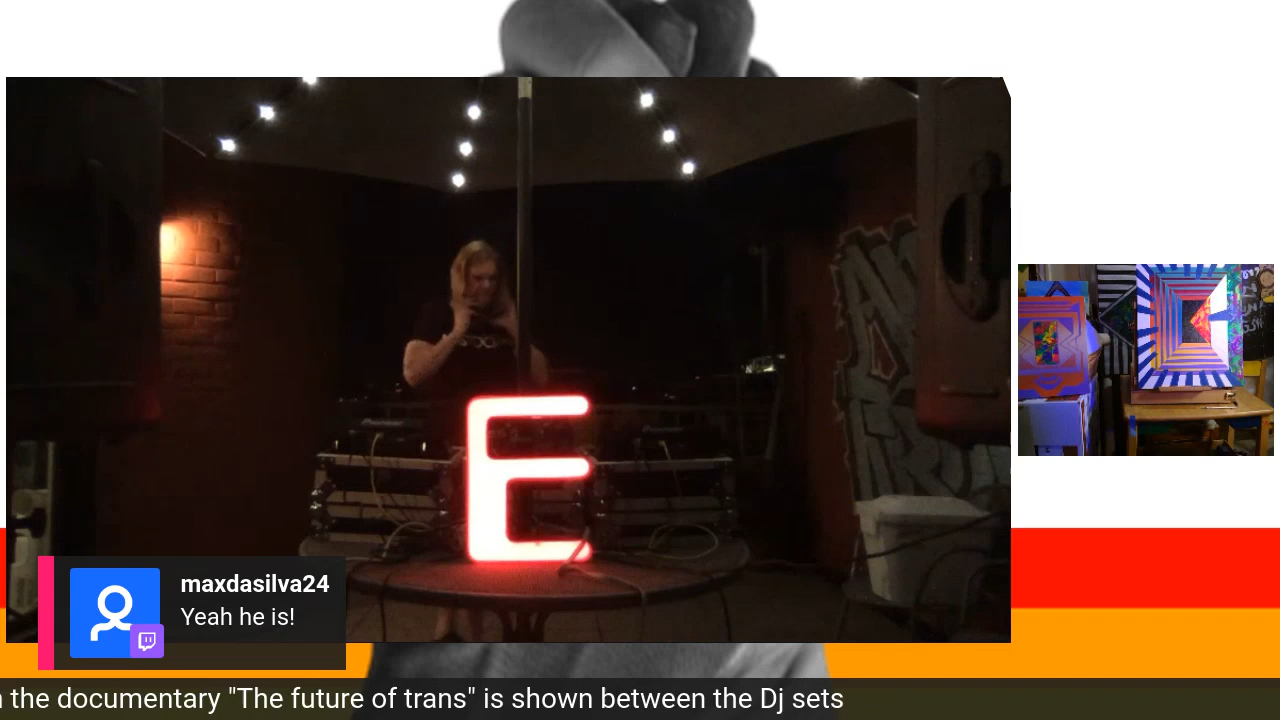 E
maxdasilva24
Yeah he is!
the documentary "The future of trans" is shown between the Dj sets